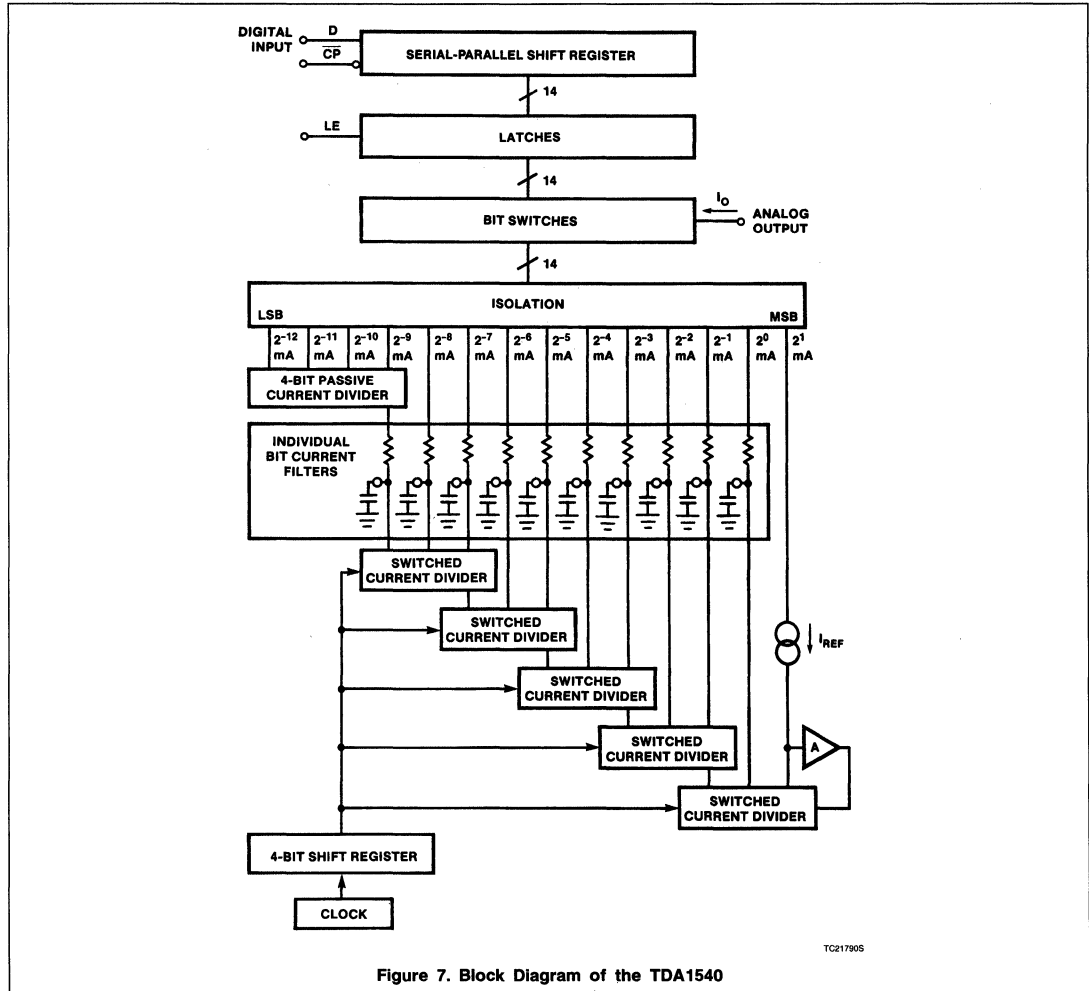 DIGITAL
INPUT
D
CP
SERIAL-PARALLEL SHIFT REGISTER
14
LE
LATCHES
14
BIT SWITCHES
IO
ANALOG
OUTPUT
14
ISOLATION
LSB
MSB
2-12 2-11 2-10 2-9 2-8 2-7 2-6 2-5 2-4 2-3 2-2 2-1 20 21
mA mA mA mA mA mA mA mA mA mA mA mA mA mA
4-BIT PASSIVE
CURRENT DIVIDER
INDIVIDUAL
BIT CURRENT
FILTERS
SWITCHED
CURRENT DIVIDER
SWITCHED
CURRENT DIVIDER
IREF
SWITCHED
CURRENT DIVIDER
SWITCHED
CURRENT DIVIDER
A
SWITCHED
CURRENT DIVIDER
4-BIT SHIFT REGISTER
CLOCK
TC21790S
Figure 7. Block Diagram of the TDA1540